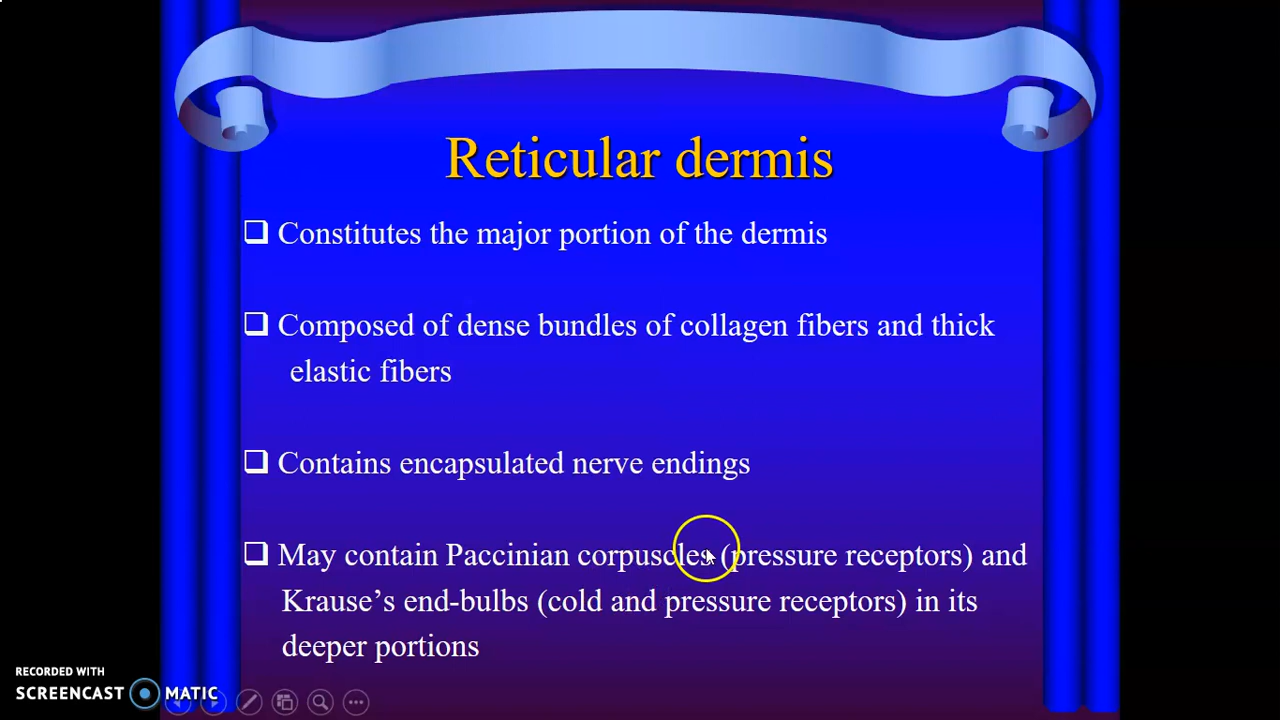 Reticular dermis
❑ Constitutes the major portion of the dermis
❑ Composed of dense bundles of collagen fibers and thick
elastic fibers
❑ Contains encapsulated nerve endings
❑ May contain Paccinian corpuscles (pressure receptors) and
Krause’s end-bulbs (cold and pressure receptors) in its
deeper portions
RECORDED WITH
SCREENCAST MATIC